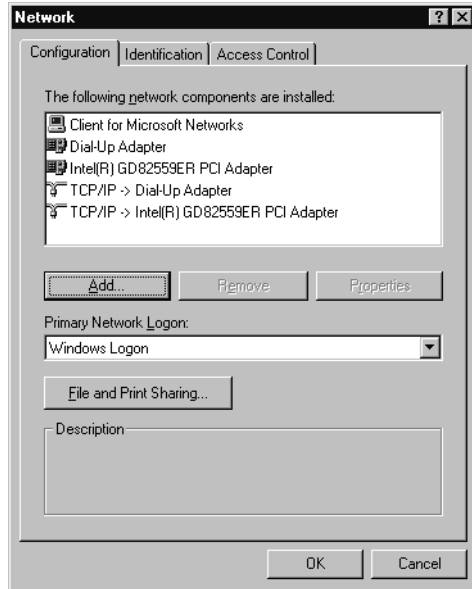 Network
Configuration Identification Access Control
The following network components are installed:
Client for Microsoft Networks
Dial-Up Adapter
Intel(R) GD82559ER PCI Adapter
TCP/IP -> Dial-Up Adapter
TCP/IP -> Intel(R) GD82559ER PCI Adapter
Add... Remove Properties
Primary Network Logon:
Windows Logon
File and Print Sharing...
Description
OK Cancel